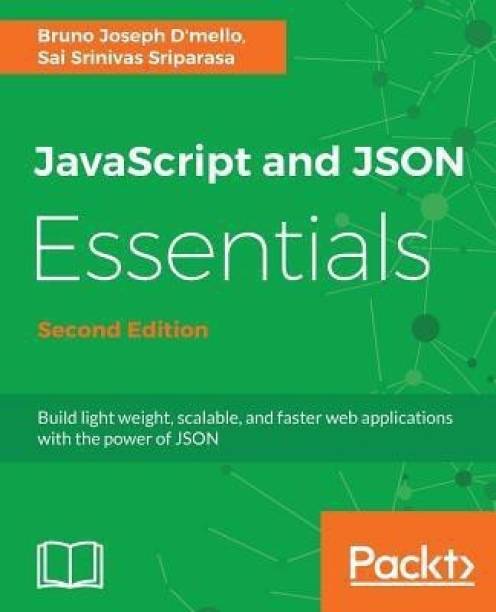 Bruno Joseph D'mello,
Sai Srinivas Sriparasa
JavaScript and JSON
Essentials
Second Edition
Build light weight, scalable, and faster web applications
with the power of JSON
Packt>